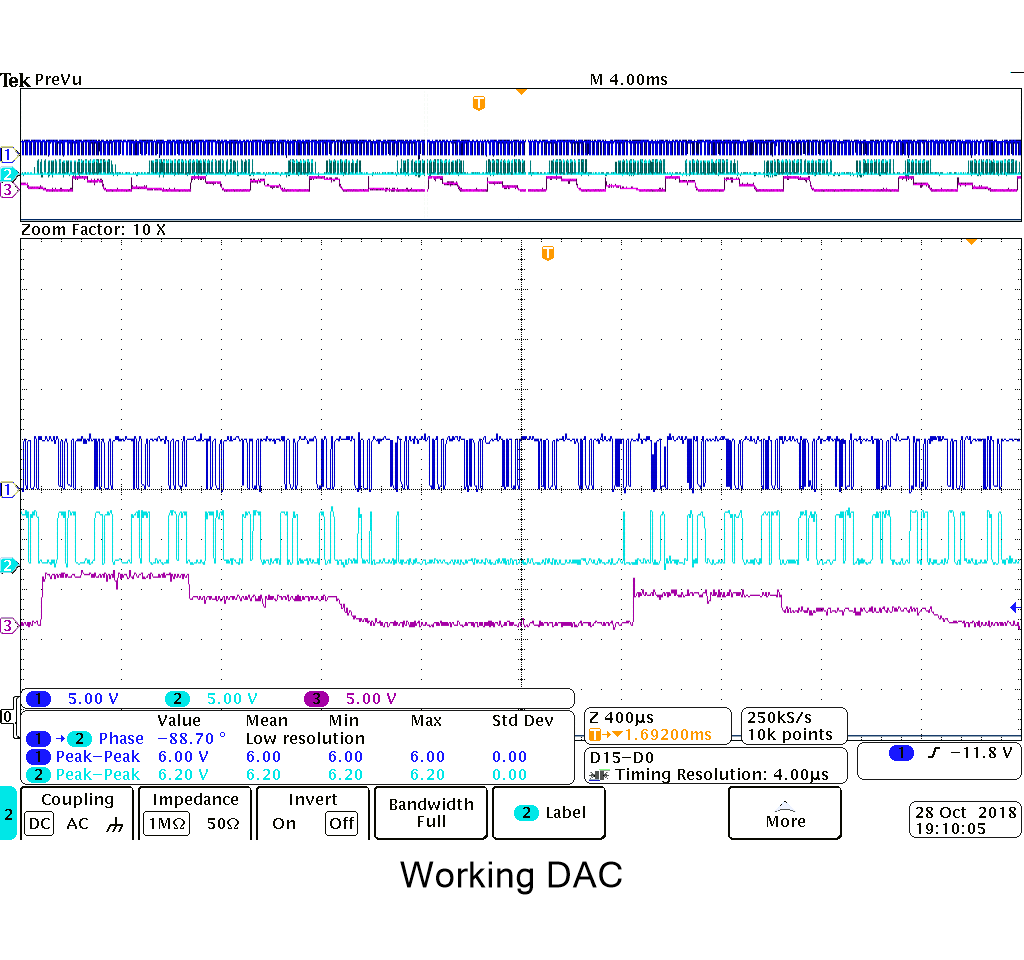 Tek PreVu M 4.00ms
T
1
2
3
Zoom Factor: 10 X
T
1
2
3
1 5.00 V 2 5.00 V 3 5.00 V
0
Value Mean Min Max Std Dev
1 → 2 Phase −88.70 ° Low resolution
1 Peak−Peak 6.00 V 6.00 6.00 6.00 0.00
2 Peak−Peak 6.20 V 6.20 6.20 6.20 0.00
Z 400µs
T→▼1.69200ms
250kS/s
10k points
D15−D0
Timing Resolution: 4.00µs
1 −11.8 V
2
Coupling
DC AC
Impedance
1MΩ 50Ω
Invert
On Off
Bandwidth
Full
2 Label
More
28 Oct 2018
19:10:05
Working DAC